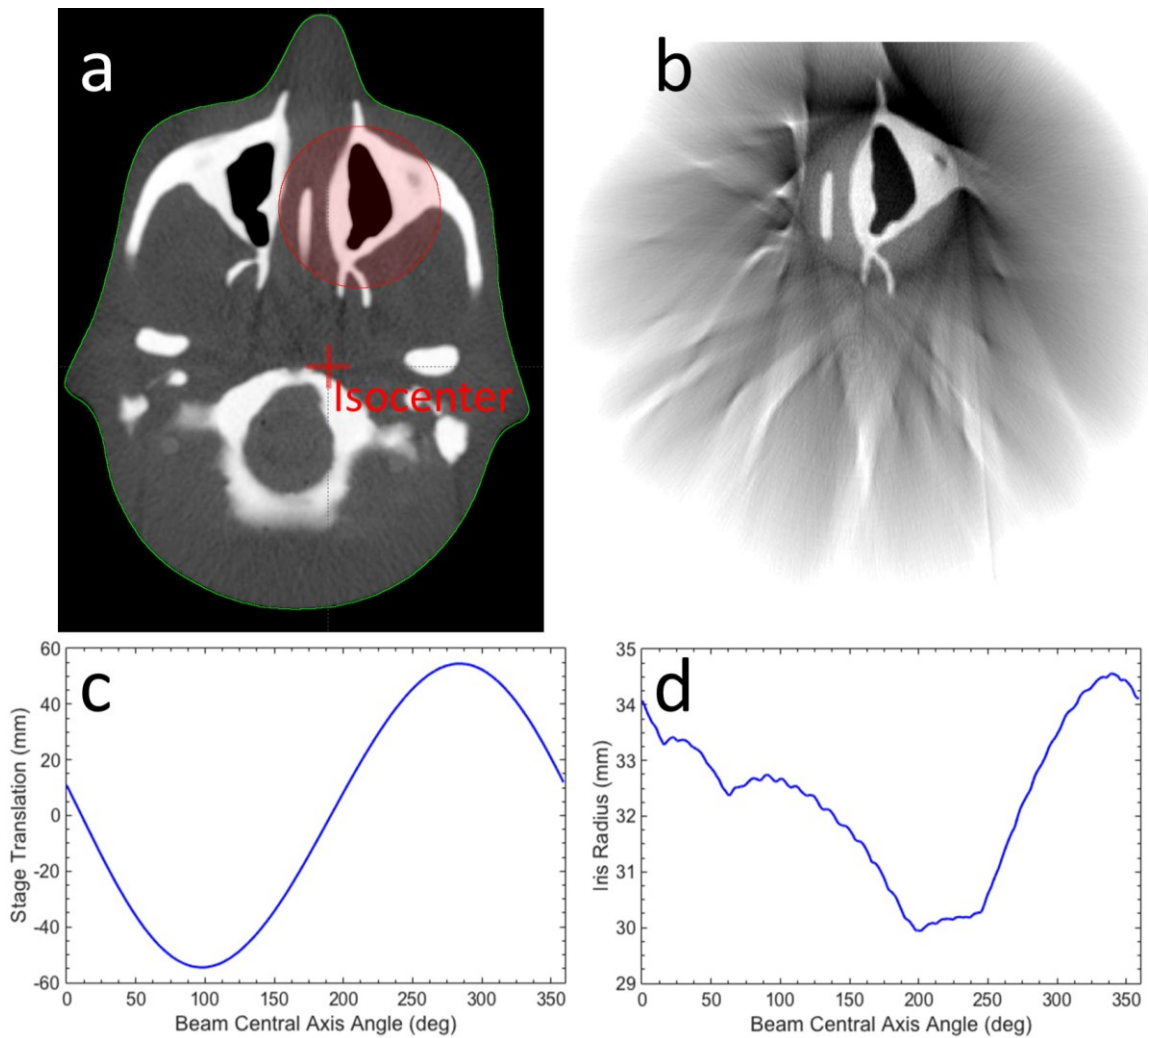 a
b
Isocenter
c
60
40
20
0
-20
-40
-60
Stage Translation (mm)
0 50 100 150 200 250 300 350
Beam Central Axis Angle (deg)
d
35
34
33
32
31
30
29
Iris Radius (mm)
0 50 100 150 200 250 300 350
Beam Central Axis Angle (deg)